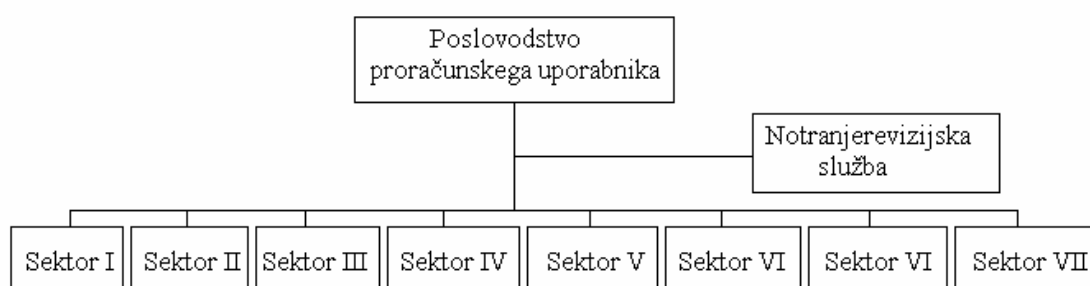 Poslovodstvo
proračunskega uporabnika
Notranjerevizijska
služba
Sektor I
Sektor II
Sektor III
Sektor IV
Sektor V
Sektor VI
Sektor VI
Sektor VII